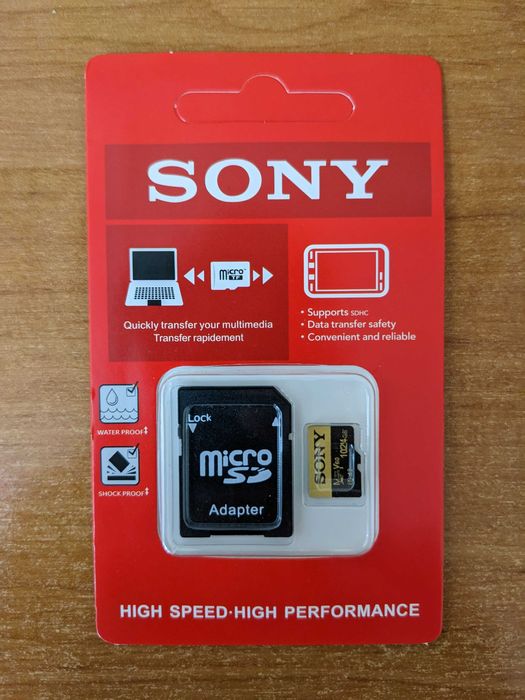 SONY
micro
TF
Quickly transfer your multimedia
Transfer rapidement
• Supports SDHC
• Data transfer safety
• Convenient and reliable
WATER PROOF‡
SHOCK PROOF‡
Lock
micro
SD
Adapter
SONY
V90 1024GB
HIGH SPEED·HIGH PERFORMANCE